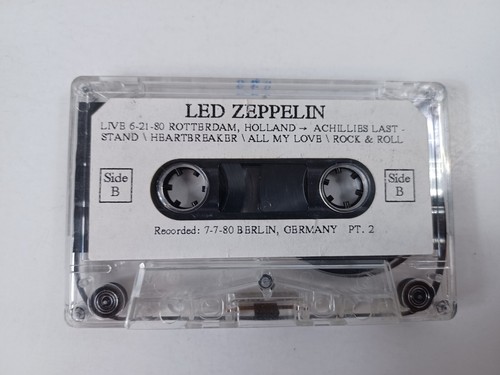 LED ZEPPELIN
LIVE 6-21-80 ROTTERDAM, HOLLAND → ACHILLIES LAST -
STAND \ HEARTBREAKER \ ALL MY LOVE \ ROCK & ROLL
Side
B
Side
B
Recorded: 7-7-80 BERLIN, GERMANY PT. 2